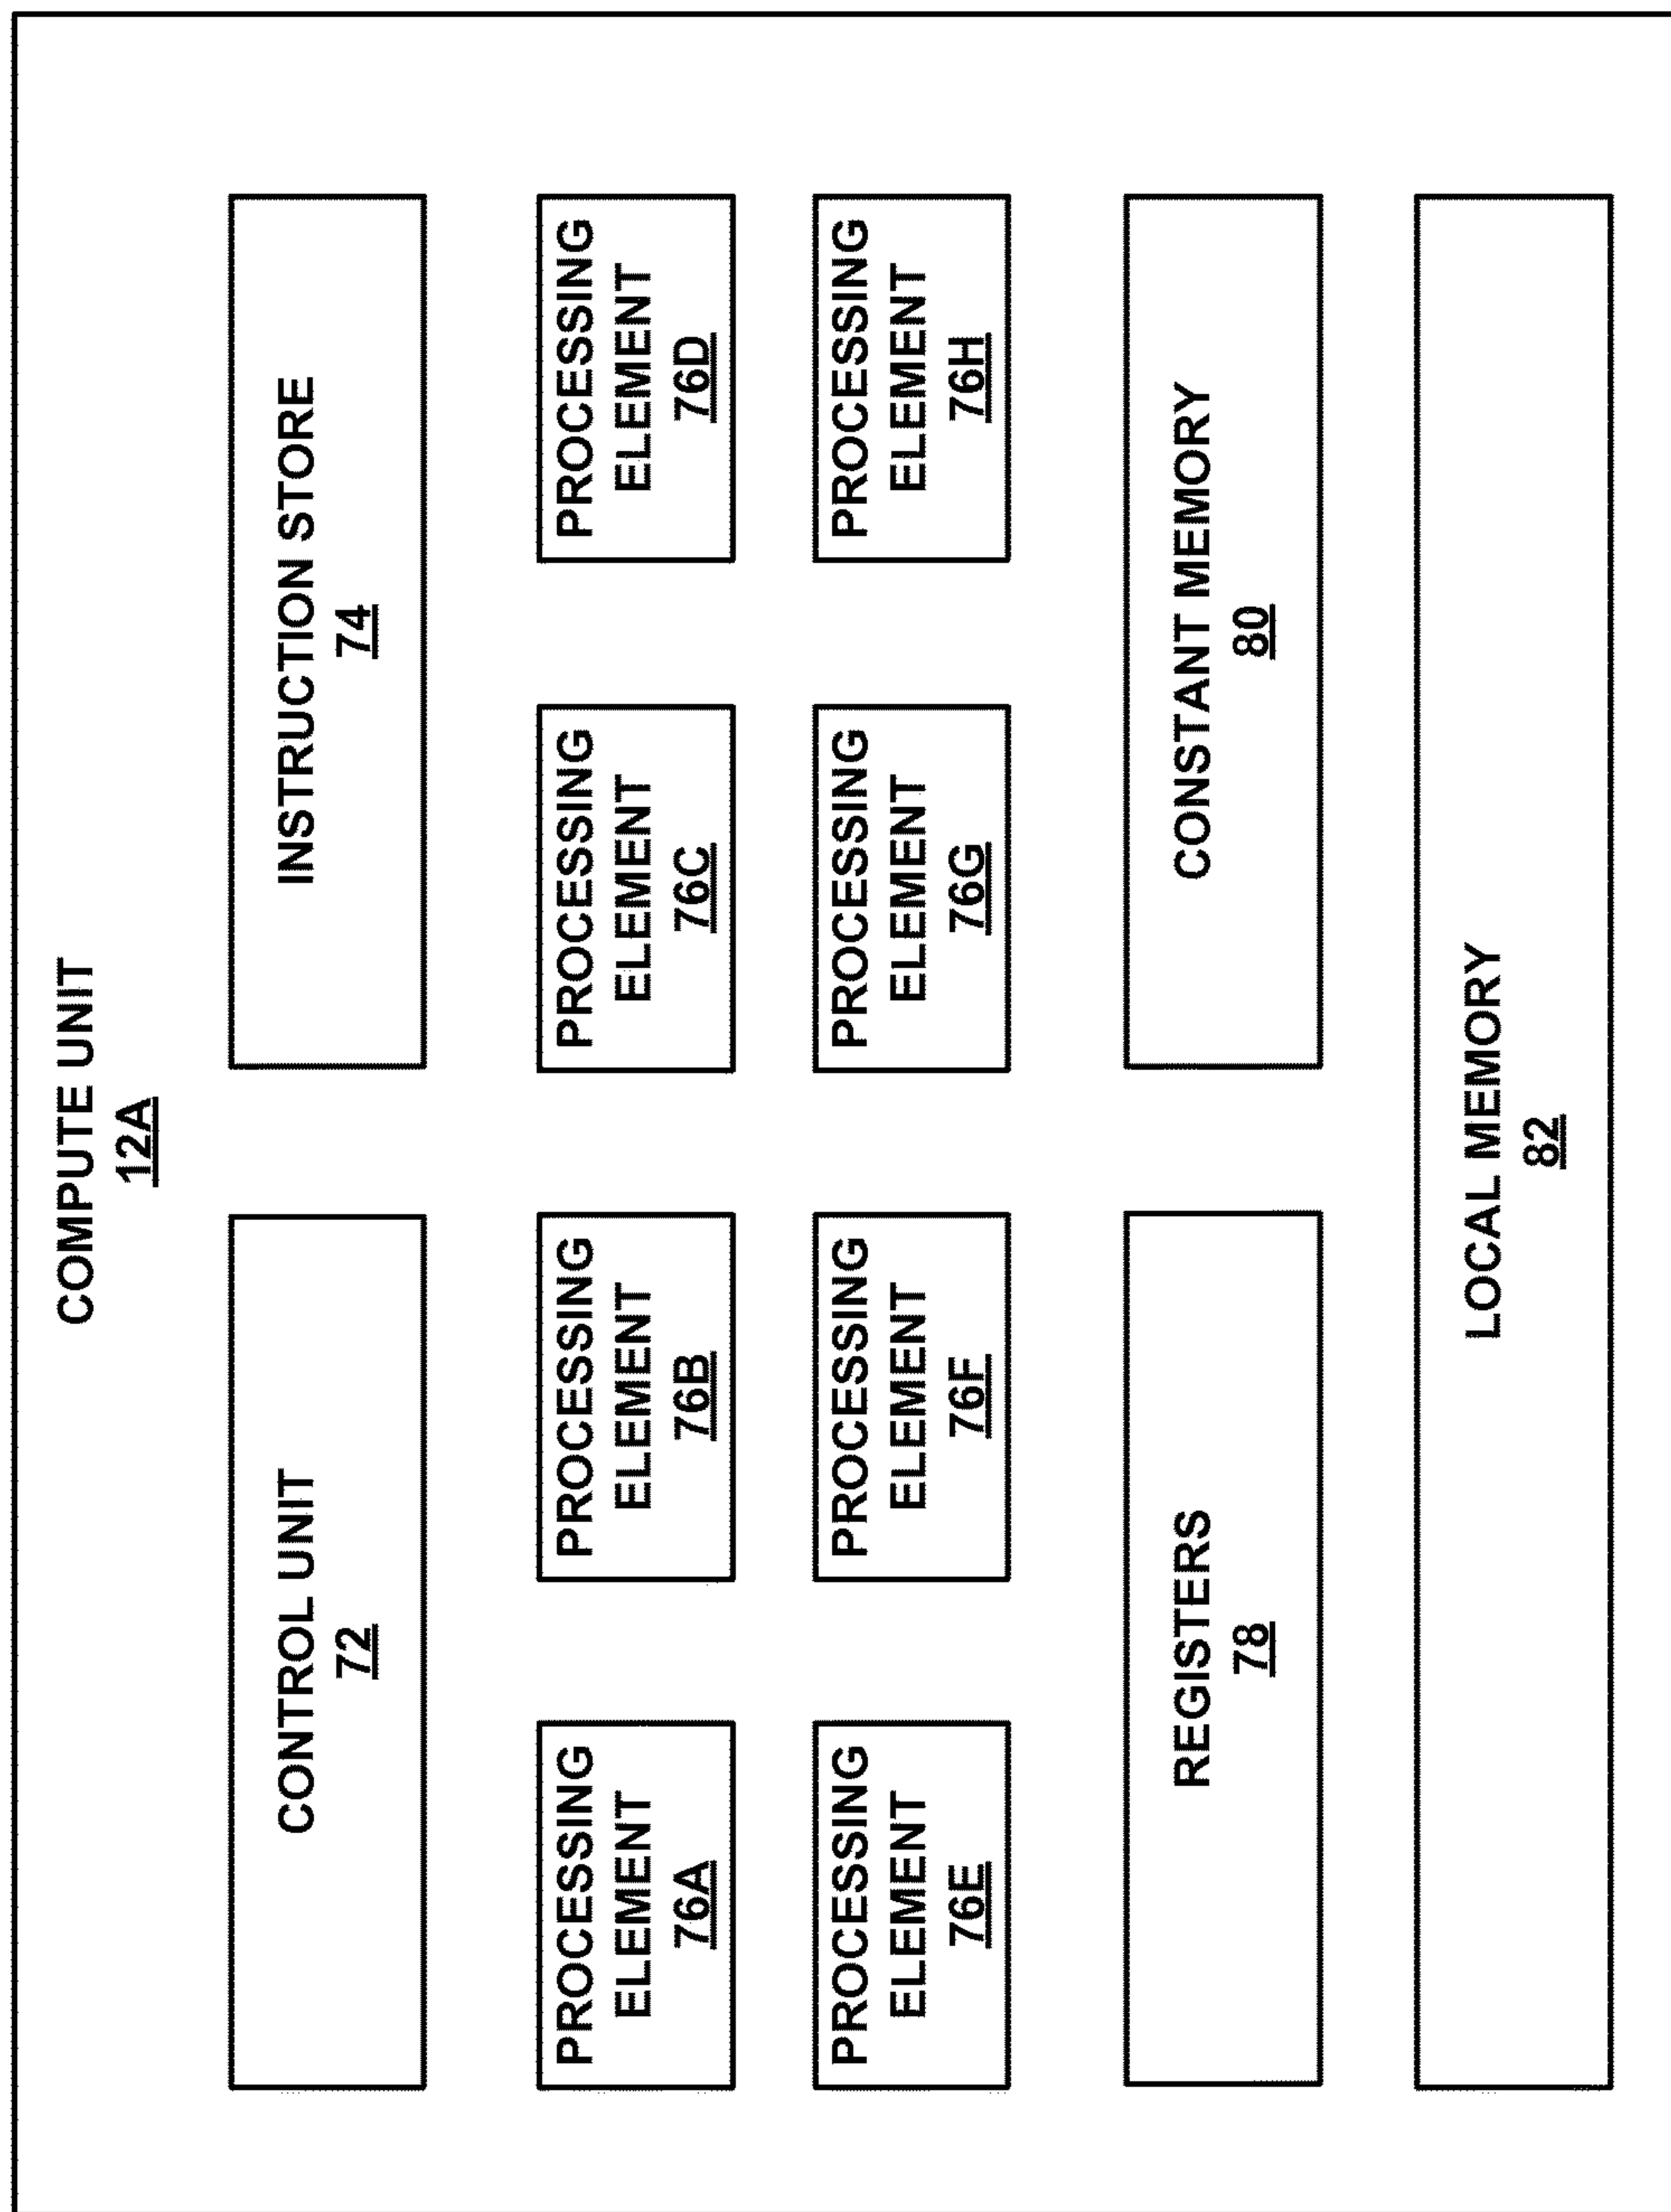 COMPUTE UNIT
12A
CONTROL UNIT
72
INSTRUCTION STORE
74
PROCESSING
ELEMENT
76A
PROCESSING
ELEMENT
76B
PROCESSING
ELEMENT
76C
PROCESSING
ELEMENT
76D
PROCESSING
ELEMENT
76E
PROCESSING
ELEMENT
76F
PROCESSING
ELEMENT
76G
PROCESSING
ELEMENT
76H
REGISTERS
78
CONSTANT MEMORY
80
LOCAL MEMORY
82